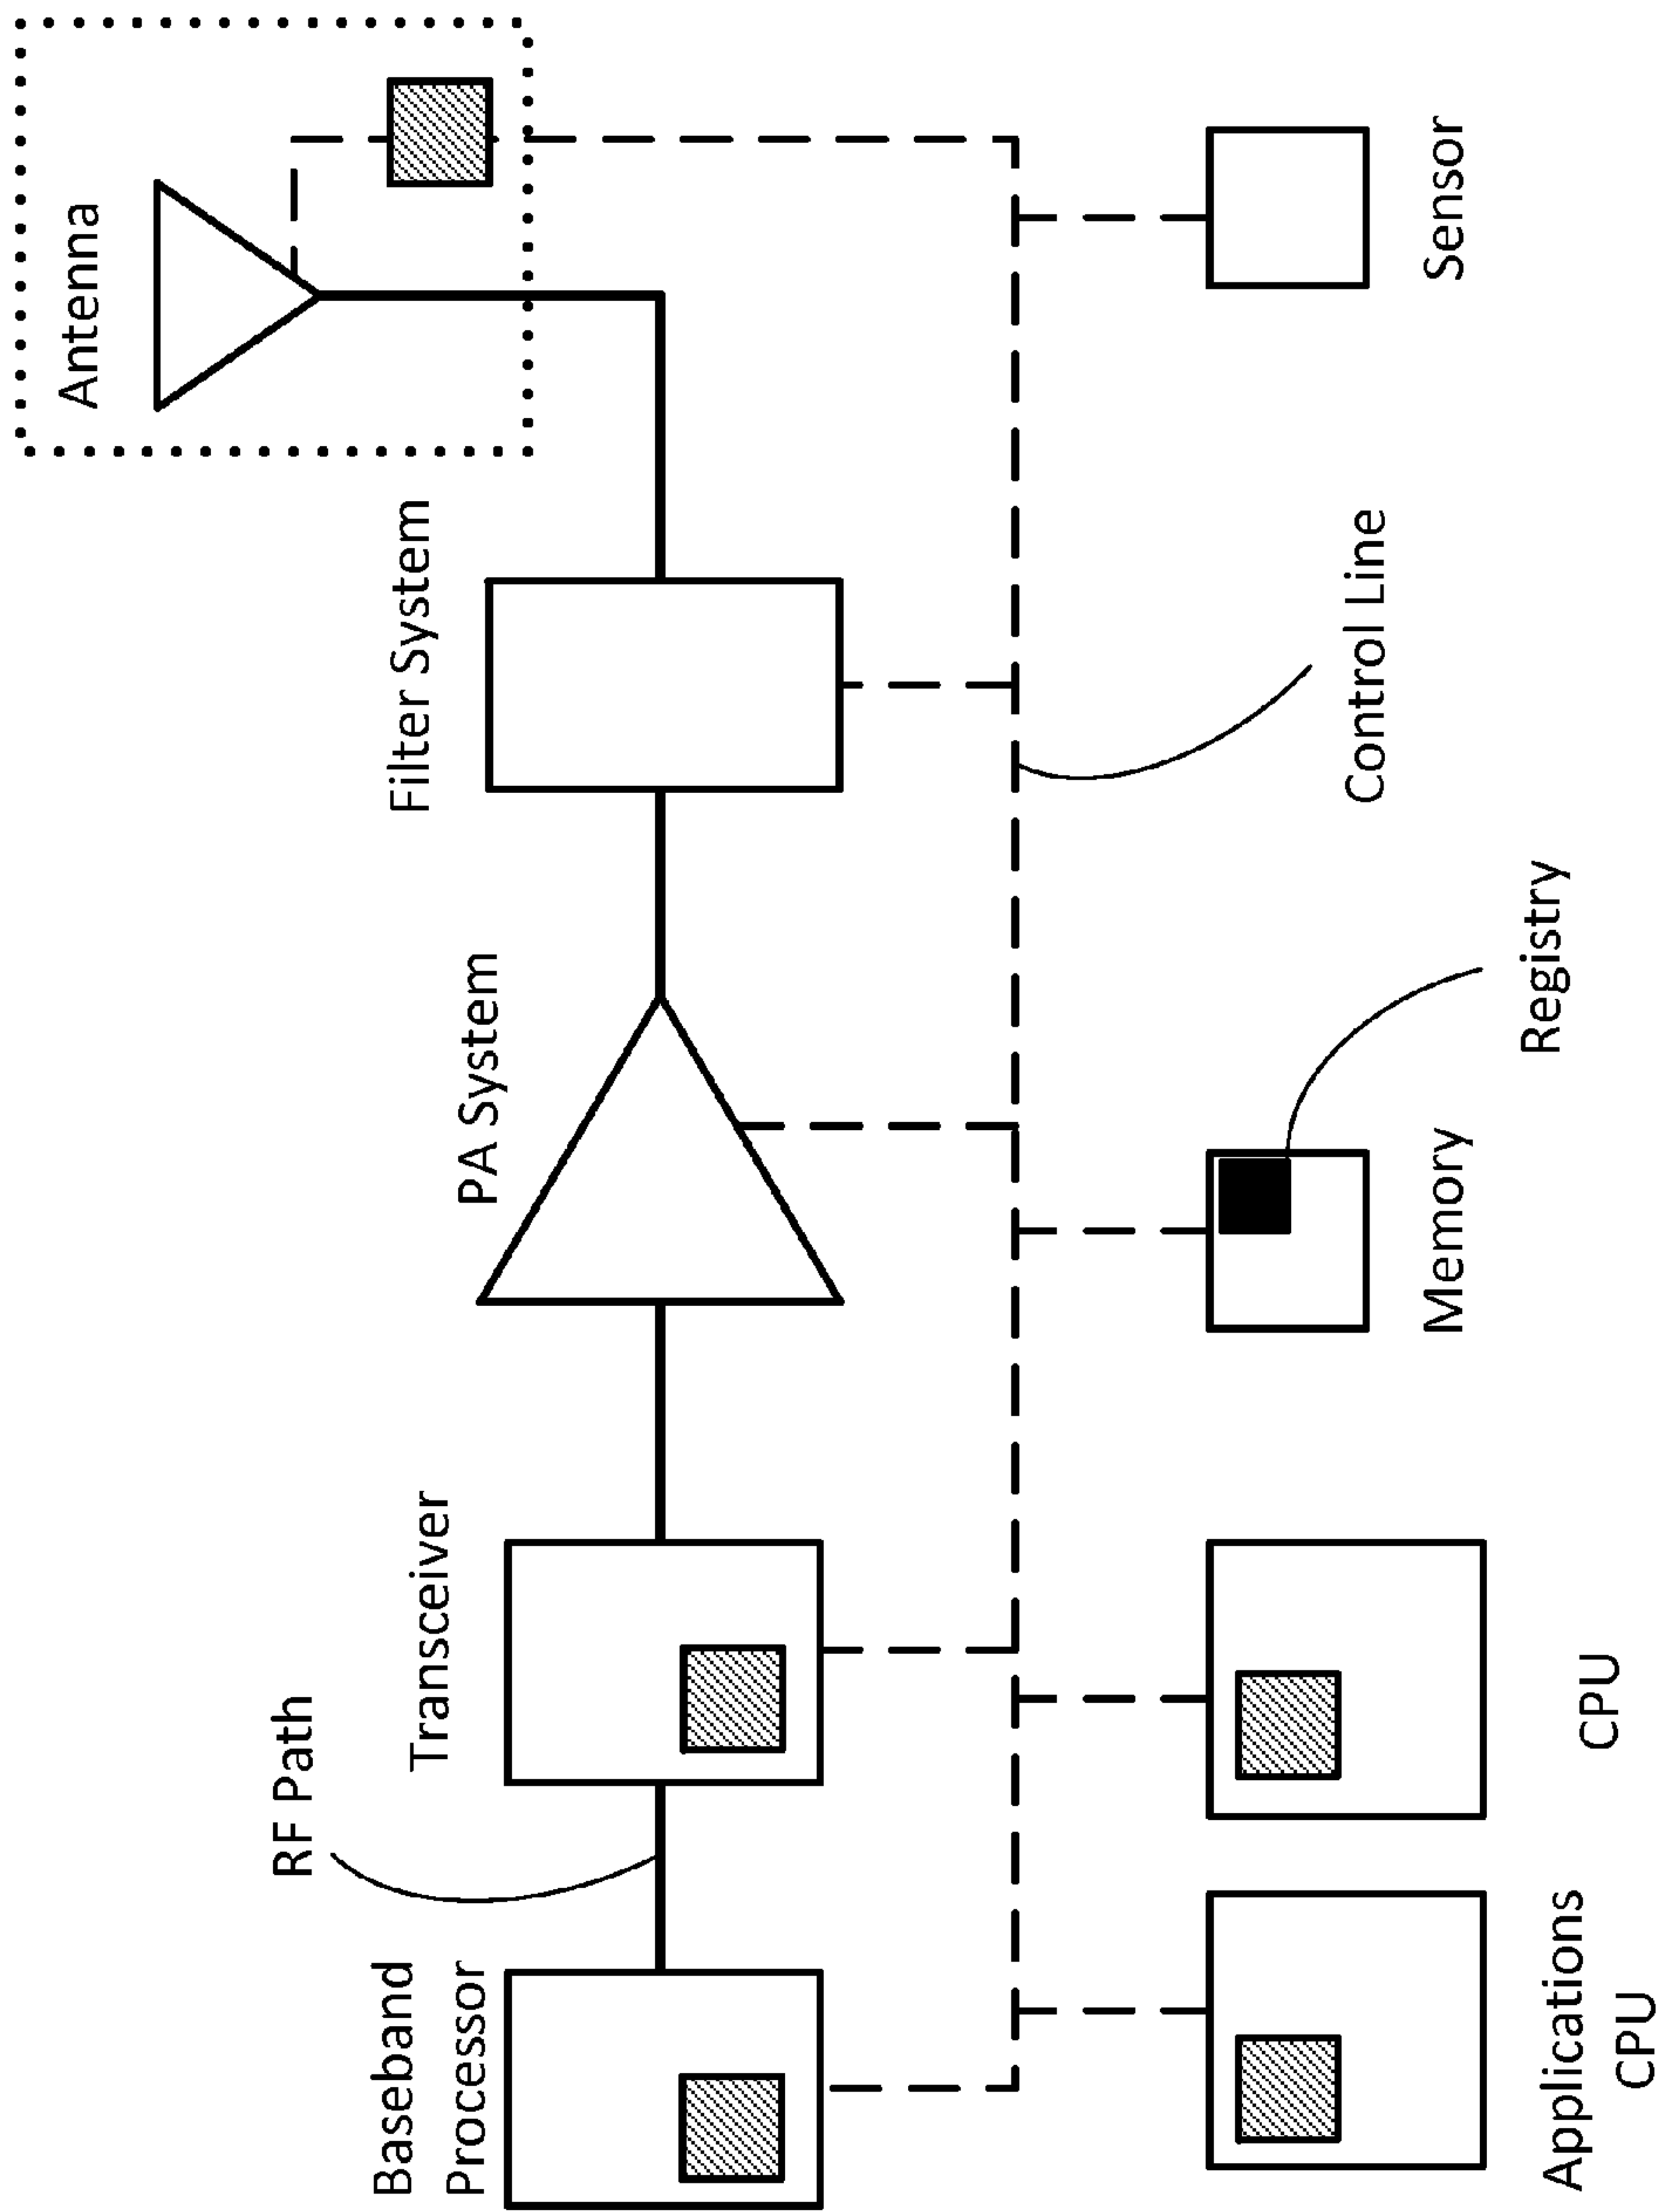 Antenna
Filter System
PA System
Transceiver
RF Path
Baseband
Processor
Control Line
Registry
Sensor
Memory
CPU
Applications
CPU